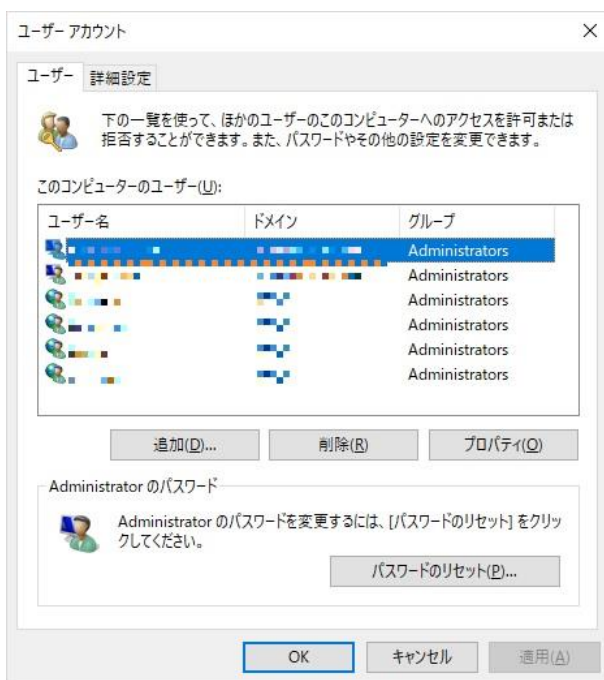 ユーザー アカウント
ユーザー 詳細設定
下の一覧を使って、ほかのユーザーのこのコンピューターへのアクセスを許可または
拒否することができます。また、パスワードやその他の設定を変更できます。
このコンピューターのユーザー(U):
ユーザー名 ドメイン グループ
Administrators
Administrators
Administrators
Administrators
Administrators
Administrators
追加(D)... 削除(R) プロパティ(O)
Administrator のパスワード
Administrator のパスワードを変更するには、[パスワードのリセット] をクリッ
クしてください。
パスワードのリセット(P)...
OK キャンセル 適用(A)